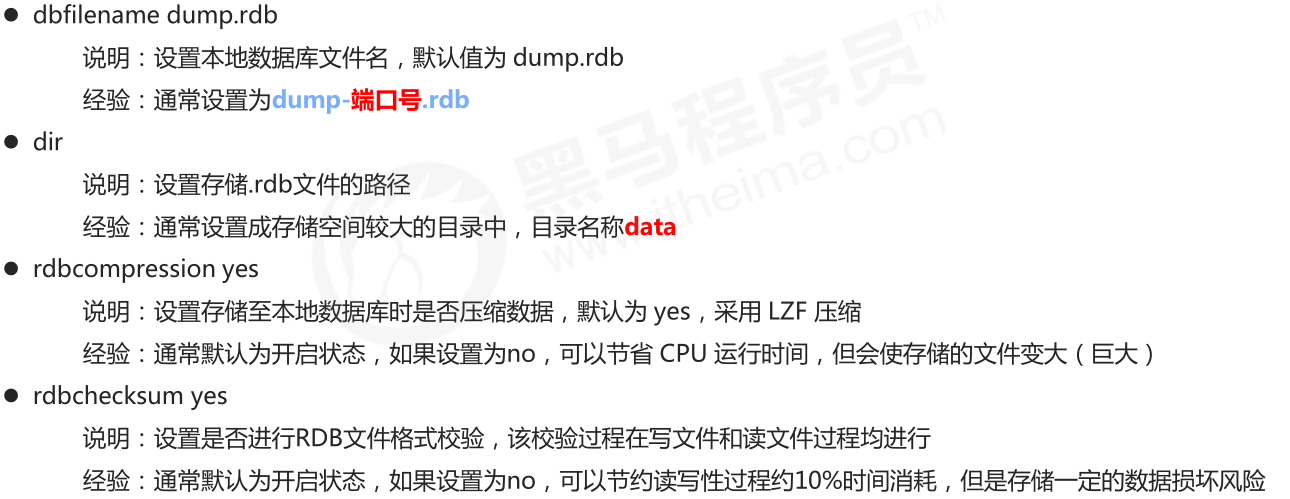 ● dbfilename dump.rdb
说明：设置本地数据库文件名，默认值为 dump.rdb
经验：通常设置为dump-端口号.rdb
● dir
说明：设置存储.rdb文件的路径
经验：通常设置成存储空间较大的目录中，目录名称data
● rdbcompression yes
说明：设置存储至本地数据库时是否压缩数据，默认为 yes，采用 LZF 压缩
经验：通常默认为开启状态，如果设置为no，可以节省 CPU 运行时间，但会使存储的文件变大（巨大）
● rdbchecksum yes
说明：设置是否进行RDB文件格式校验，该校验过程在写文件和读文件过程均进行
经验：通常默认为开启状态，如果设置为no，可以节约读写性过程约10%时间消耗，但是存储一定的数据损坏风险
黑马程序员™
www.itheima.com